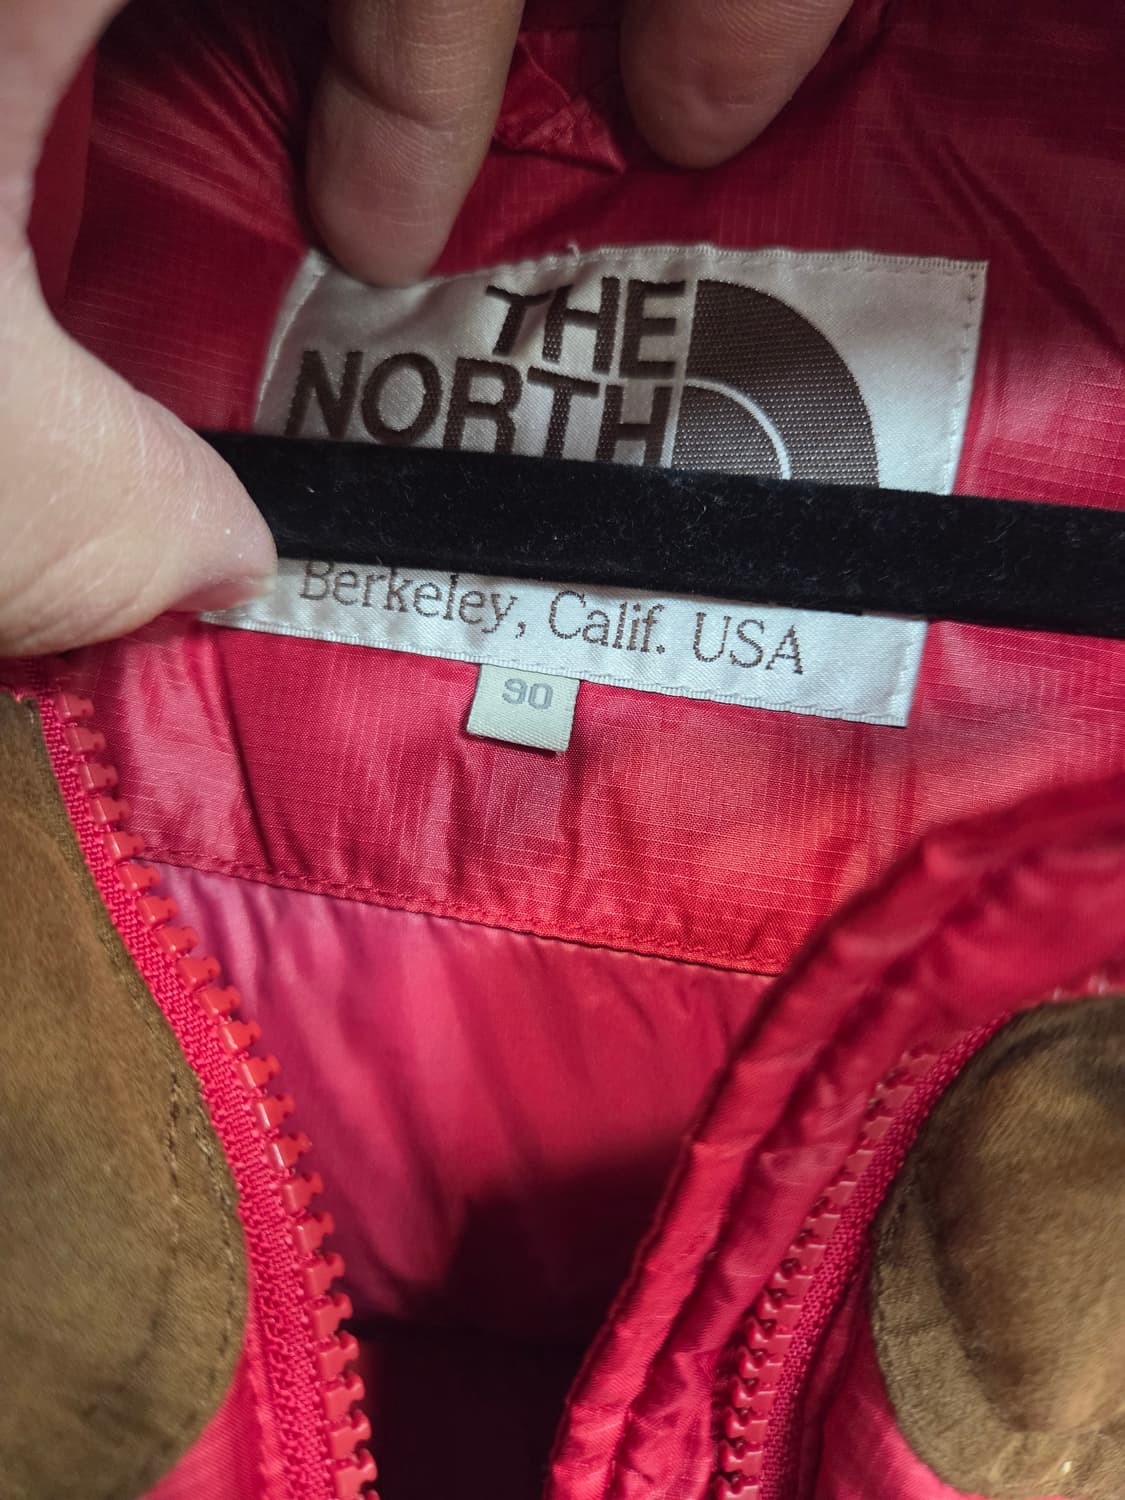 THE
NORTH
Berkeley, Calif. USA
90